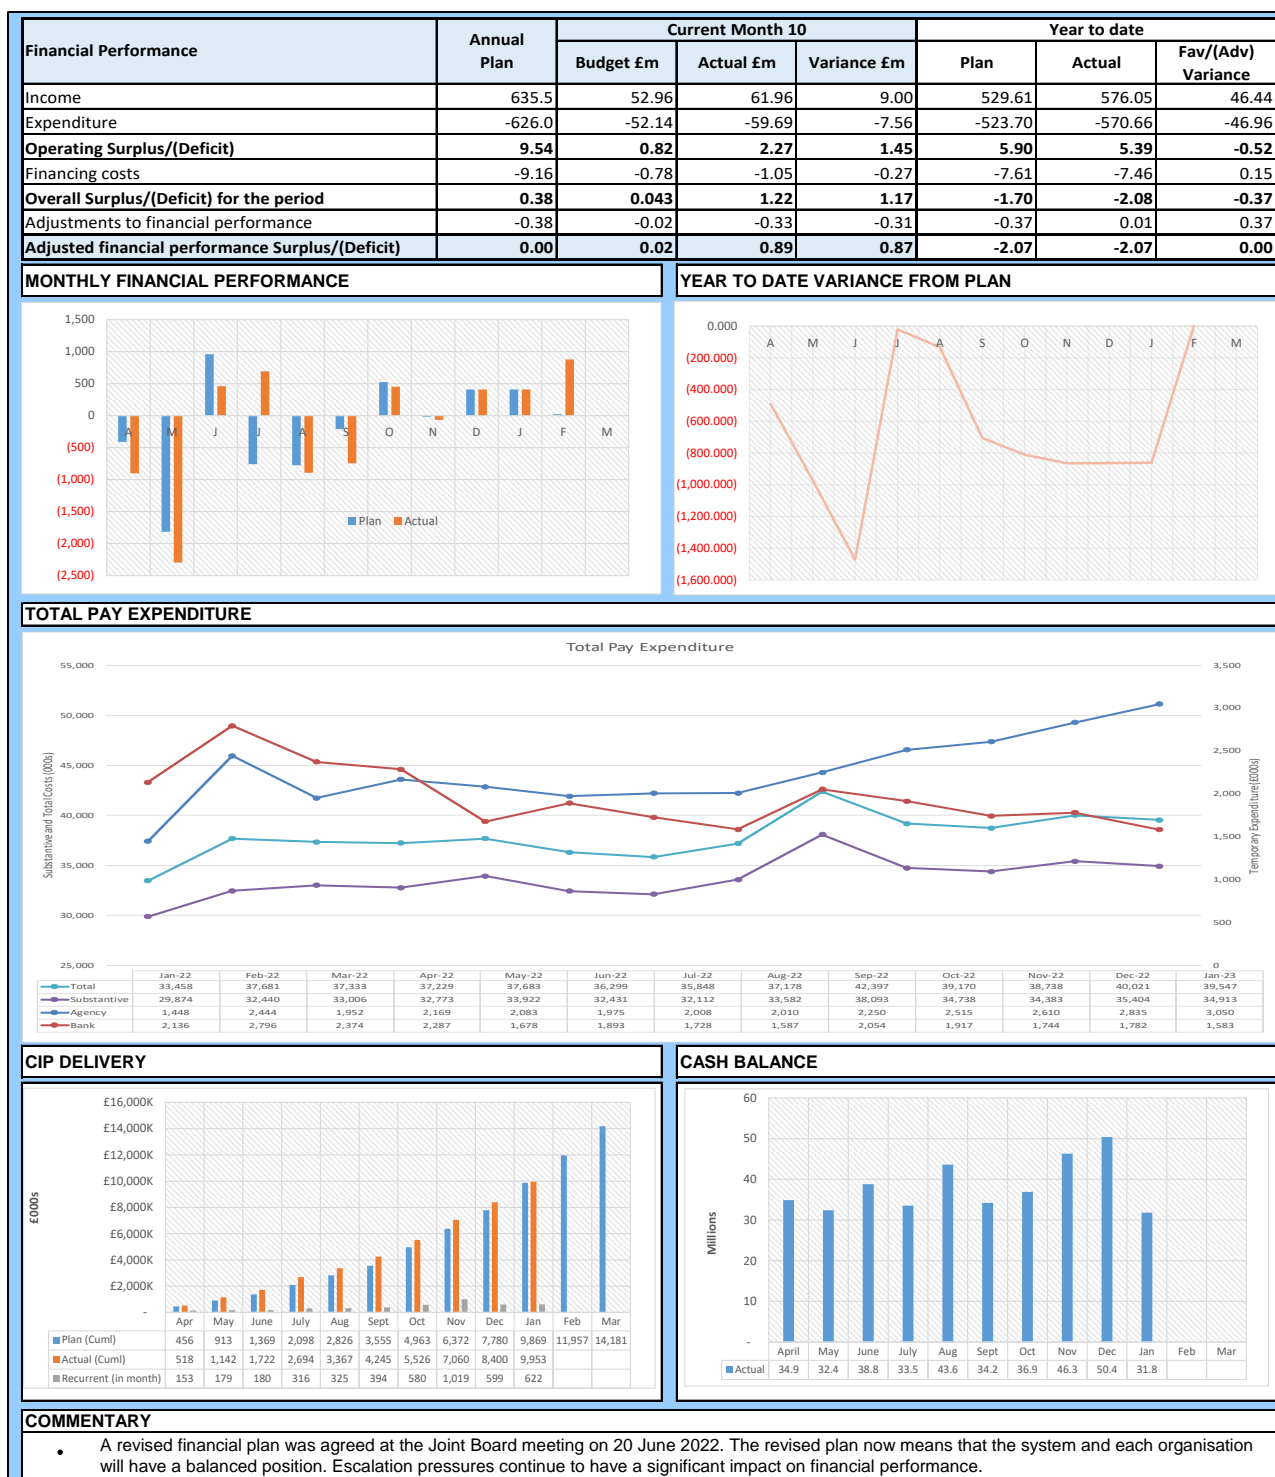 Financial Performance Annual Plan Current Month 10 Year to date
Budget £m Actual £m Variance £m Plan Actual Fav/(Adv) Variance
Income 635.5 52.96 61.96 9.00 529.61 576.05 46.44
Expenditure -626.0 -52.14 -59.69 -7.56 -523.70 -570.66 -46.96
Operating Surplus/(Deficit) 9.54 0.82 2.27 1.45 5.90 5.39 -0.52
Financing costs -9.16 -0.78 -1.05 -0.27 -7.61 -7.46 0.15
Overall Surplus/(Deficit) for the period 0.38 0.043 1.22 1.17 -1.70 -2.08 -0.37
Adjustments to financial performance -0.38 -0.02 -0.33 -0.31 -0.37 0.01 0.37
Adjusted financial performance Surplus/(Deficit) 0.00 0.02 0.89 0.87 -2.07 -2.07 0.00
MONTHLY FINANCIAL PERFORMANCE
1,500
1,000
500
0
(500)
(1,000)
(1,500)
(2,000)
(2,500)
A M J J A S O N D J F M
Plan Actual
YEAR TO DATE VARIANCE FROM PLAN
0.000
(200.000)
(400.000)
(600.000)
(800.000)
(1,000.000)
(1,200.000)
(1,400.000)
(1,600.000)
A M J J A S O N D J F M
TOTAL PAY EXPENDITURE
Total Pay Expenditure
Substantive and Total Costs (000s)
55,000
50,000
45,000
40,000
35,000
30,000
25,000
3,500
3,000
2,500
2,000
1,500
1,000
500
0
Temporary Expenditure(£000s)
Jan-22 Feb-22 Mar-22 Apr-22 May-22 Jun-22 Jul-22 Aug-22 Sep-22 Oct-22 Nov-22 Dec-22 Jan-23
Total 33,458 37,681 37,333 37,229 37,683 36,299 35,848 37,178 42,397 39,170 38,738 40,021 39,547
Substantive 29,874 32,440 33,006 32,773 33,922 32,431 32,112 33,582 38,093 34,738 34,383 35,404 34,913
Agency 1,448 2,444 1,952 2,169 2,083 1,975 2,008 2,010 2,250 2,515 2,610 2,835 3,050
Bank 2,136 2,796 2,374 2,287 1,678 1,893 1,728 1,587 2,054 1,917 1,744 1,782 1,583
CIP DELIVERY
£000s
£16,000K
£14,000K
£12,000K
£10,000K
£8,000K
£6,000K
£4,000K
£2,000K
-
Apr May June July Aug Sept Oct Nov Dec Jan Feb Mar
Plan (Cuml) 456 913 1,369 2,098 2,826 3,555 4,963 6,372 7,780 9,869 11,957 14,181
Actual (Cuml) 518 1,142 1,722 2,694 3,367 4,245 5,526 7,060 8,400 9,953
Recurrent (in month) 153 179 180 316 325 394 580 1,019 599 622
CASH BALANCE
Millions
60
50
40
30
20
10
-
April May June July Aug Sept Oct Nov Dec Jan Feb Mar
Actual 34.9 32.4 38.8 33.5 43.6 34.2 36.9 46.3 50.4 31.8
COMMENTARY
• A revised financial plan was agreed at the Joint Board meeting on 20 June 2022. The revised plan now means that the system and each organisation
will have a balanced position. Escalation pressures continue to have a significant impact on financial performance.